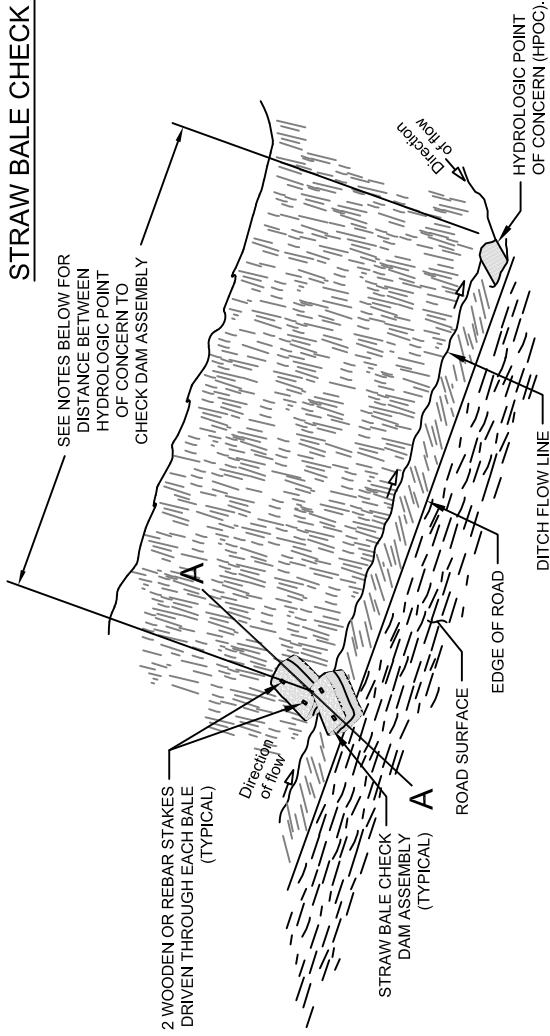 STRAW BALE CHECK
SEE NOTES BELOW FOR
DISTANCE BETWEEN
HYDROLOGIC POINT
OF CONCERN TO
CHECK DAM ASSEMBLY
2 WOODEN OR REBAR STAKES
DRIVEN THROUGH EACH BALE
(TYPICAL)
A
Direction
of flow
Direction
of flow
STRAW BALE CHECK
DAM ASSEMBLY
(TYPICAL)
A
ROAD SURFACE
EDGE OF ROAD
DITCH FLOW LINE
HYDROLOGIC POINT
OF CONCERN (HPOC).